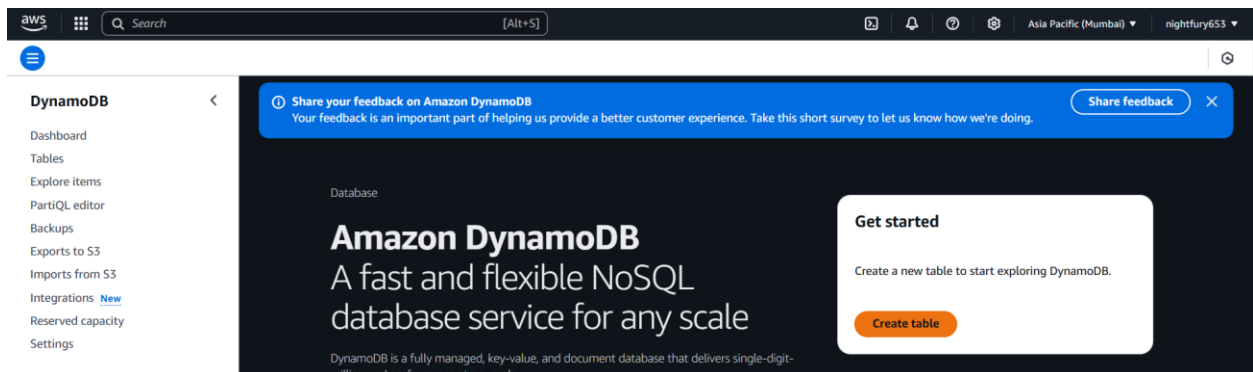 aws
Search [Alt+S]
Asia Pacific (Mumbai) ▼
nightfury653 ▼
DynamoDB
Dashboard
Tables
Explore items
PartiQL editor
Backups
Exports to S3
Imports from S3
Integrations New
Reserved capacity
Settings
Share your feedback on Amazon DynamoDB
Your feedback is an important part of helping us provide a better customer experience. Take this short survey to let us know how we're doing.
Share feedback
Database
Amazon DynamoDB
A fast and flexible NoSQL
database service for any scale
DynamoDB is a fully managed, key-value, and document database that delivers single-digit-
Get started
Create a new table to start exploring DynamoDB.
Create table